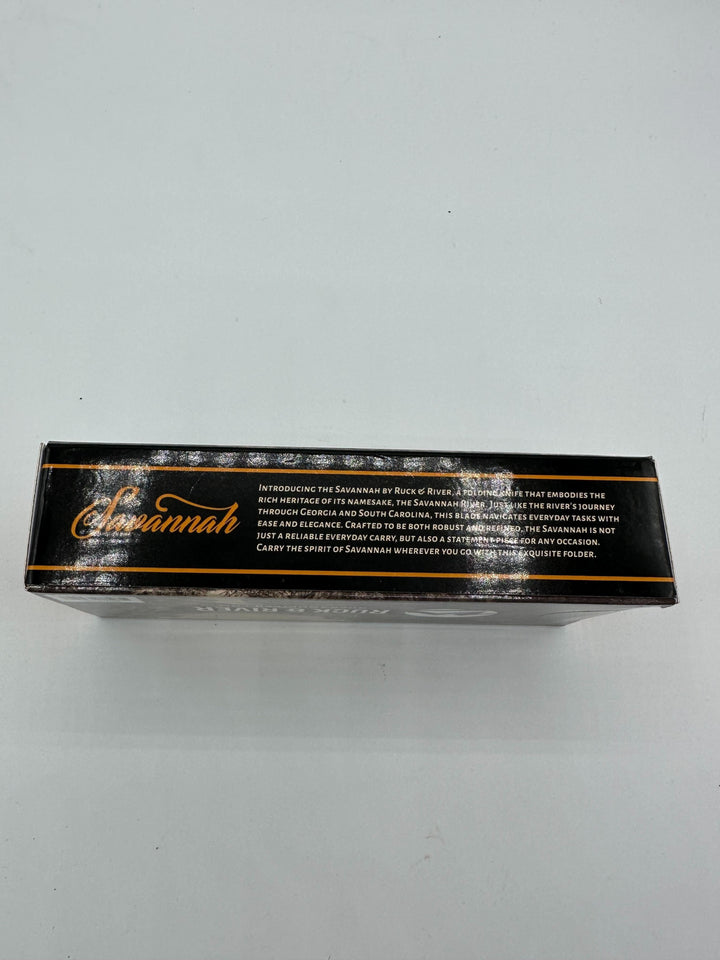 Savannah
Introducing the Savannah by Ruck & River, a folding knife that embodies the
rich heritage of its namesake, the Savannah River. Just like the river's journey
through Georgia and South Carolina, this blade navigates everyday tasks with
ease and elegance. Crafted to be both robust and refined, the Savannah is not
just a reliable everyday carry, but also a statement piece for any occasion.
Carry the spirit of Savannah wherever you go with this exquisite folder.
RUCK & RIVER